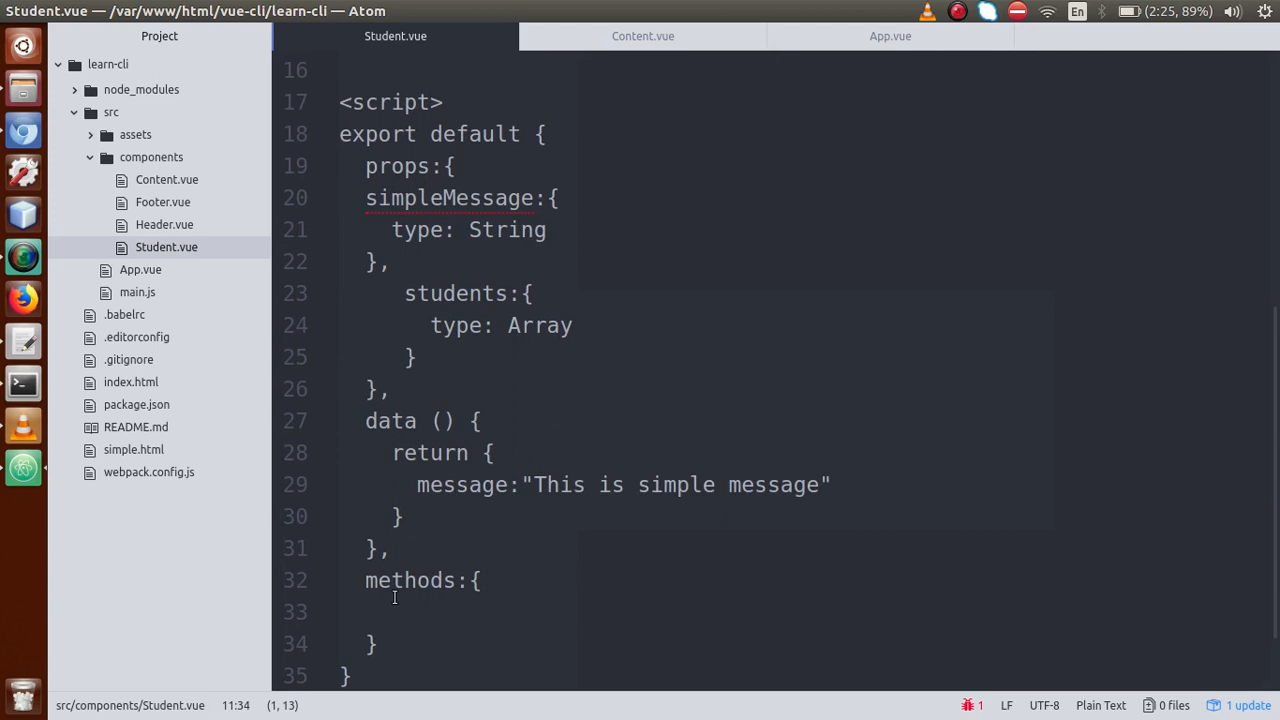 Student.vue — /var/www/html/vue-cli/learn-cli — Atom
En
(2:25, 89%)
Project
Student.vue
Content.vue
App.vue
learn-cli
node_modules
src
assets
components
Content.vue
Footer.vue
Header.vue
Student.vue
App.vue
main.js
.babelrc
.editorconfig
.gitignore
index.html
package.json
README.md
simple.html
webpack.config.js
16
17 <script>
18 export default {
19 props:{
20 simpleMessage:{
21 type: String
22 },
23 students:{
24 type: Array
25 }
26 },
27 data () {
28 return {
29 message:"This is simple message"
30 }
31 },
32 methods:{
33
34 }
35 }
src/components/Student.vue 11:34 (1, 13)
1 LF UTF-8 Plain Text 0 files 1 update